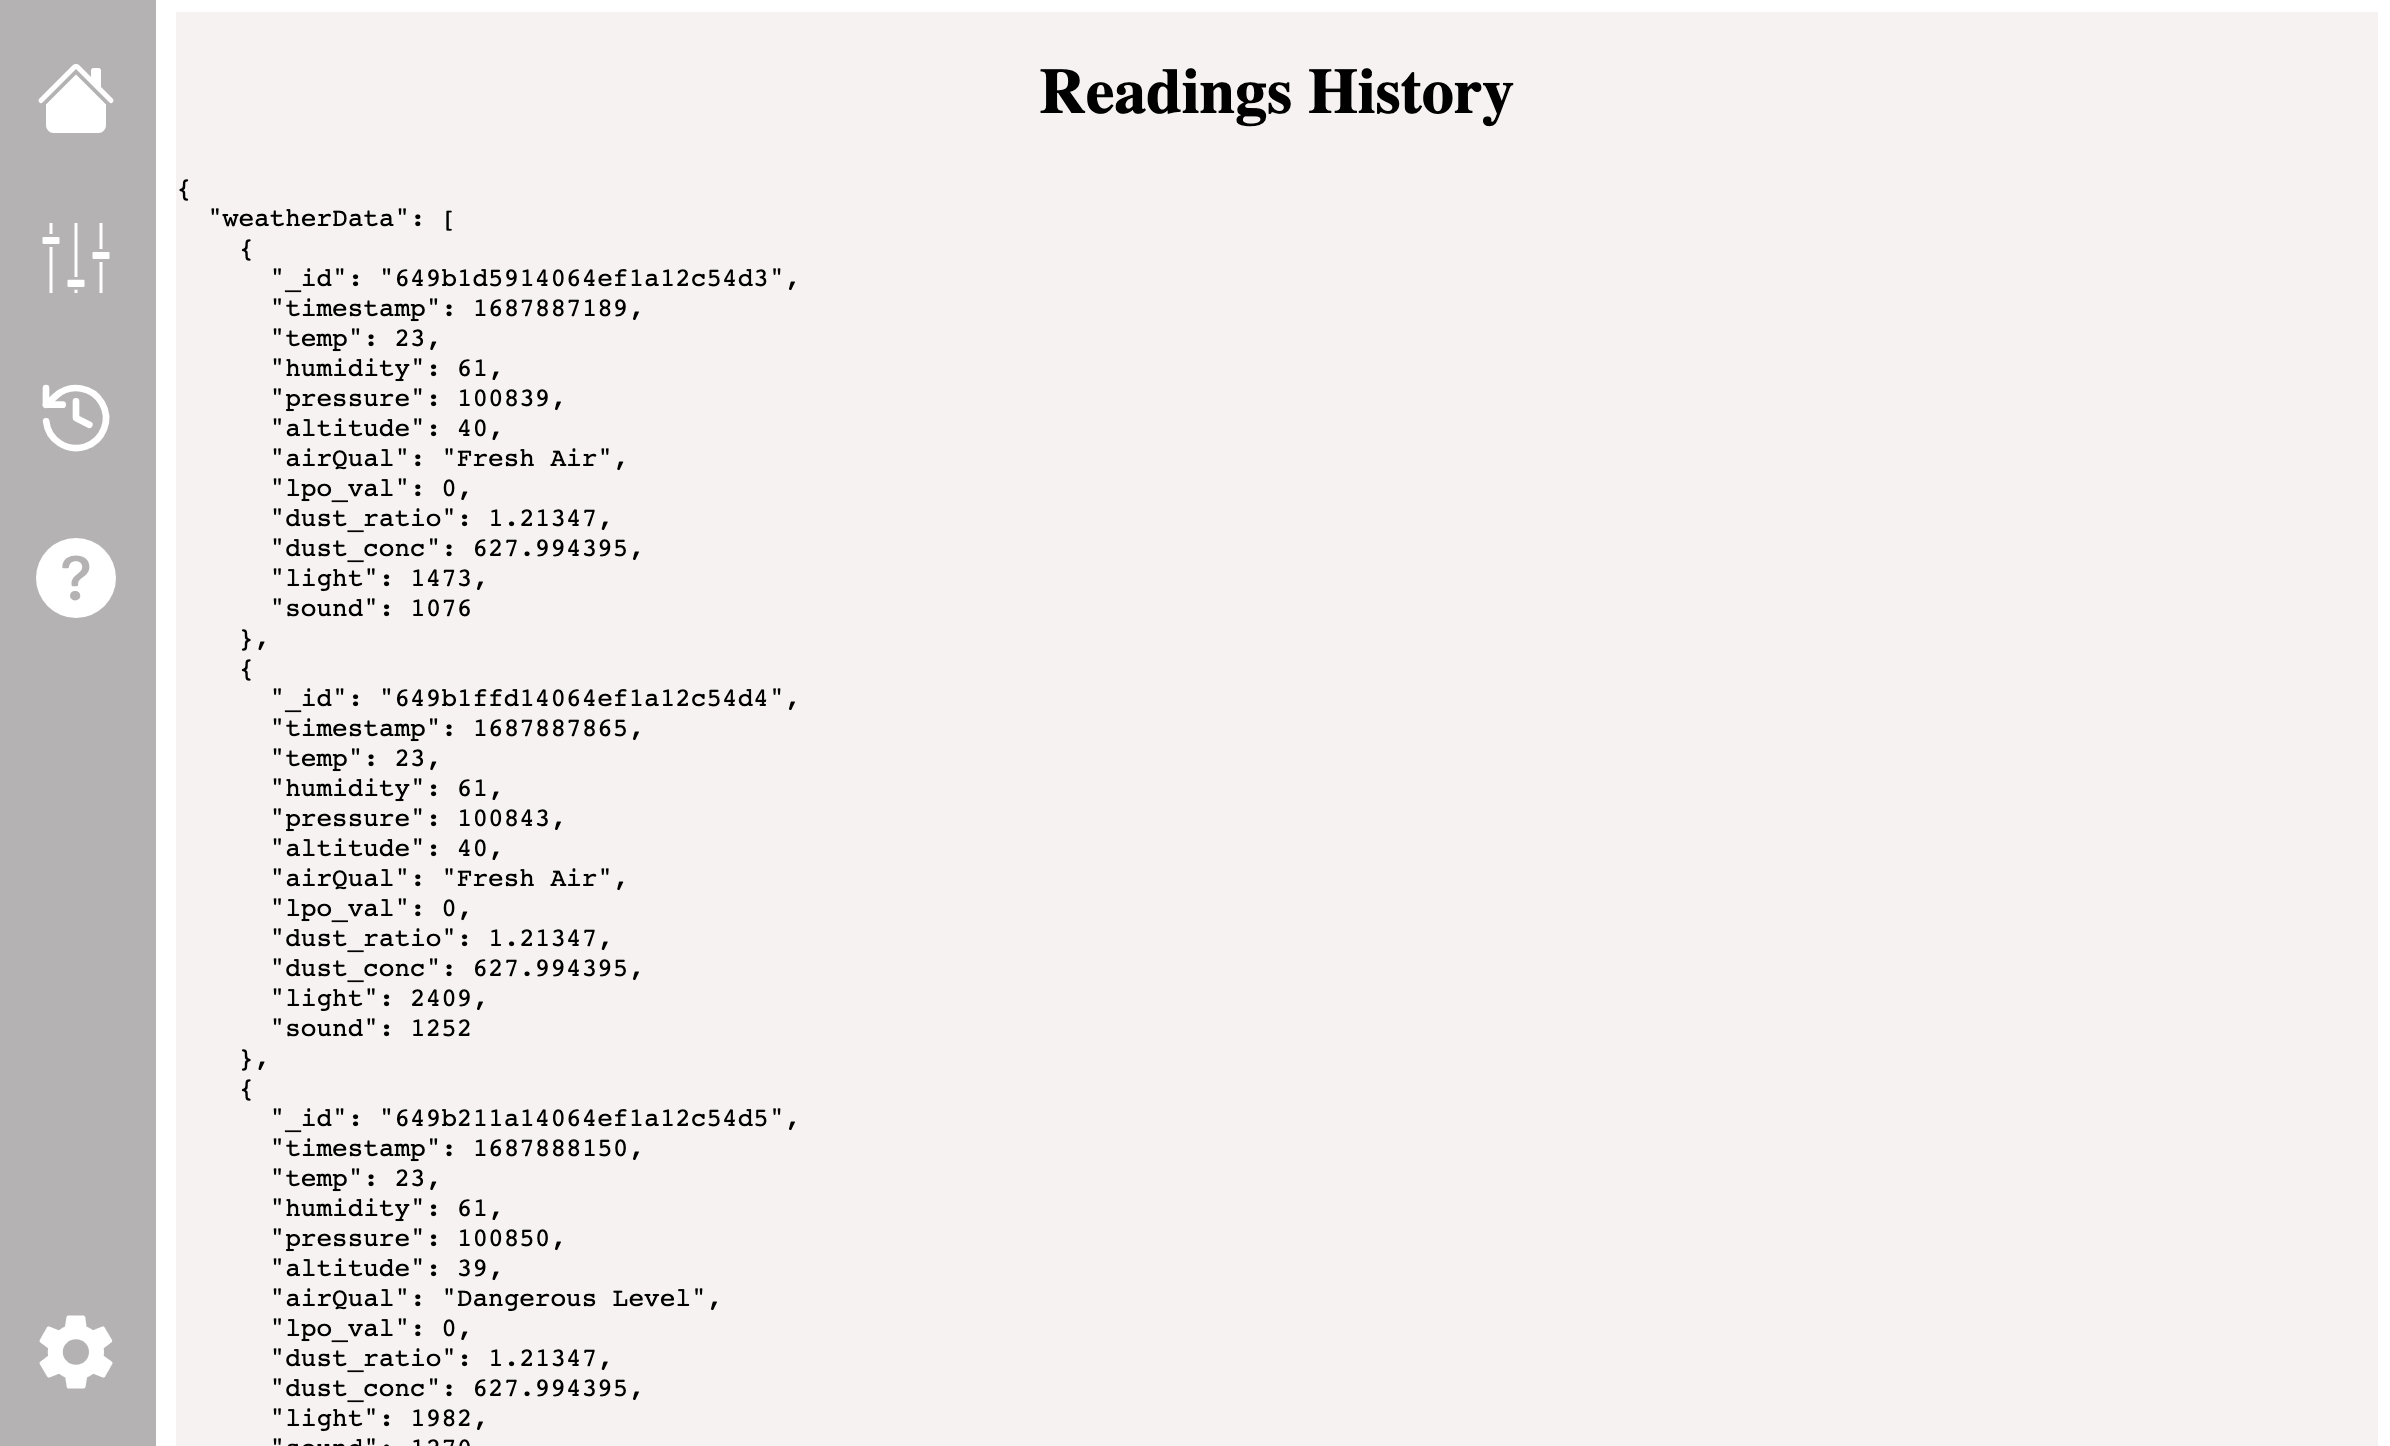 Readings History
{
  "weatherData": [
    {
      "_id": "649b1d5914064ef1a12c54d3",
      "timestamp": 1687887189,
      "temp": 23,
      "humidity": 61,
      "pressure": 100839,
      "altitude": 40,
      "airQual": "Fresh Air",
      "lpo_val": 0,
      "dust_ratio": 1.21347,
      "dust_conc": 627.994395,
      "light": 1473,
      "sound": 1076
    },
    {
      "_id": "649b1ffd14064ef1a12c54d4",
      "timestamp": 1687887865,
      "temp": 23,
      "humidity": 61,
      "pressure": 100843,
      "altitude": 40,
      "airQual": "Fresh Air",
      "lpo_val": 0,
      "dust_ratio": 1.21347,
      "dust_conc": 627.994395,
      "light": 2409,
      "sound": 1252
    },
    {
      "_id": "649b211a14064ef1a12c54d5",
      "timestamp": 1687888150,
      "temp": 23,
      "humidity": 61,
      "pressure": 100850,
      "altitude": 39,
      "airQual": "Dangerous Level",
      "lpo_val": 0,
      "dust_ratio": 1.21347,
      "dust_conc": 627.994395,
      "light": 1982,
      "sound":